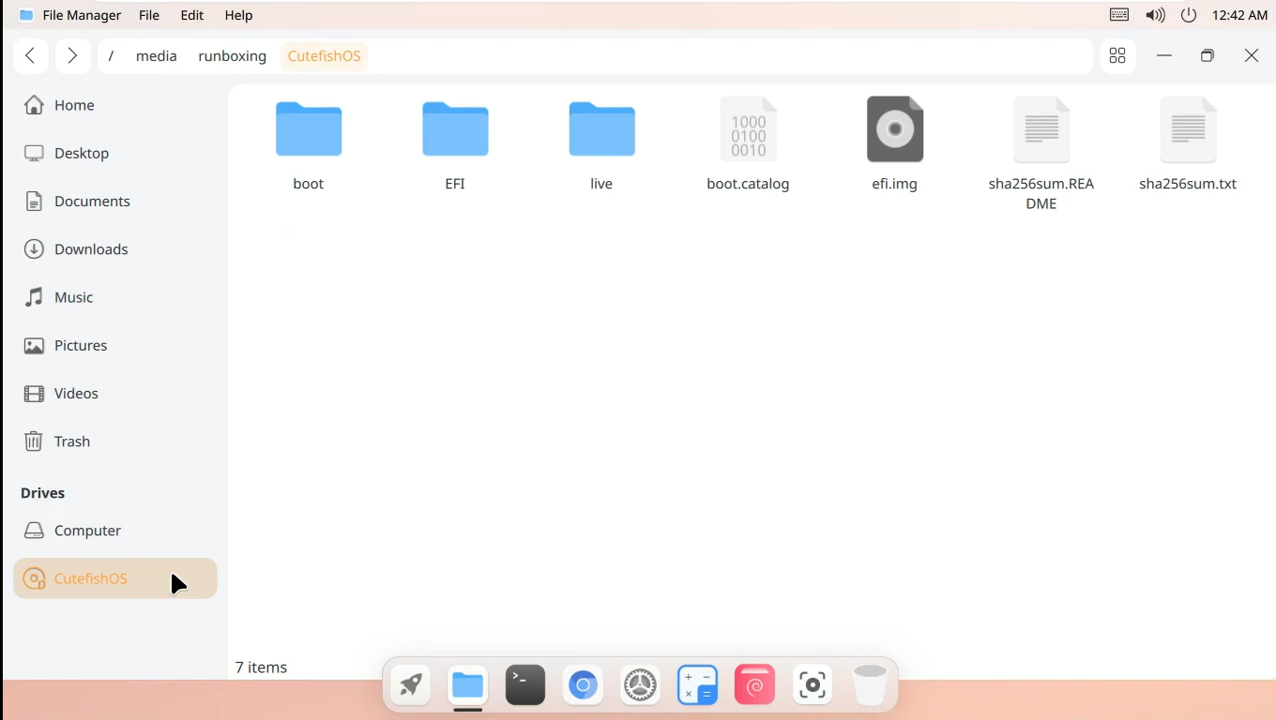 File Manager File Edit Help 12:42 AM
/ media runboxing CutefishOS
Home
Desktop
Documents
Downloads
Music
Pictures
Videos
Trash
Drives
Computer
CutefishOS
boot
EFI
live
1000
0100
0010
boot.catalog
efi.img
sha256sum.REA
DME
sha256sum.txt
7 items